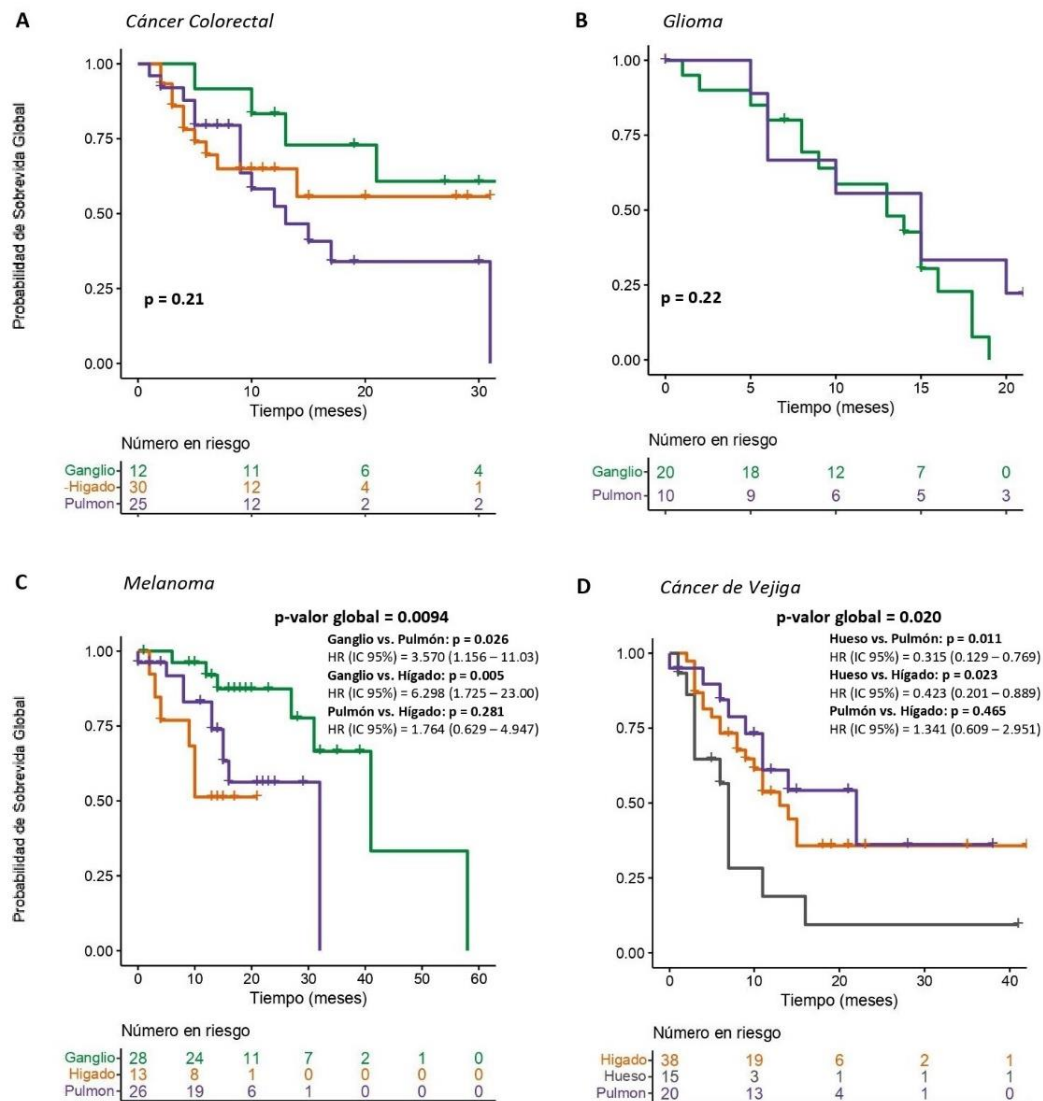 A Cáncer Colorectal
Probabilidad de Sobrevida Global
1.00
0.75
0.50
0.25
0.00
p = 0.21
0 10 20 30
Tiempo (meses)
Número en riesgo
Ganglio 12 11 6 4
-Higado 30 12 4 1
Pulmon 25 12 2 2
B Glioma
1.00
0.75
0.50
0.25
0.00
p = 0.22
0 5 10 15 20
Tiempo (meses)
Número en riesgo
Ganglio 20 18 12 7 0
Pulmon 10 9 6 5 3
C Melanoma
p-valor global = 0.0094
Ganglio vs. Pulmón: p = 0.026
HR (IC 95%) = 3.570 (1.156 – 11.03)
Ganglio vs. Hígado: p = 0.005
HR (IC 95%) = 6.298 (1.725 – 23.00)
Pulmón vs. Hígado: p = 0.281
HR (IC 95%) = 1.764 (0.629 – 4.947)
Probabilidad de Sobrevida Global
1.00
0.75
0.50
0.25
0.00
0 10 20 30 40 50 60
Tiempo (meses)
Número en riesgo
Ganglio 28 24 11 7 2 1 0
Higado 13 8 1 0 0 0 0
Pulmon 26 19 6 1 0 0 0
D Cáncer de Vejiga
p-valor global = 0.020
Hueso vs. Pulmón: p = 0.011
HR (IC 95%) = 0.315 (0.129 – 0.769)
Hueso vs. Hígado: p = 0.023
HR (IC 95%) = 0.423 (0.201 – 0.889)
Pulmón vs. Hígado: p = 0.465
HR (IC 95%) = 1.341 (0.609 – 2.951)
1.00
0.75
0.50
0.25
0.00
0 10 20 30 40
Tiempo (meses)
Número en riesgo
Higado 38 19 6 2 1
Hueso 15 3 1 1 1
Pulmon 20 13 4 1 0